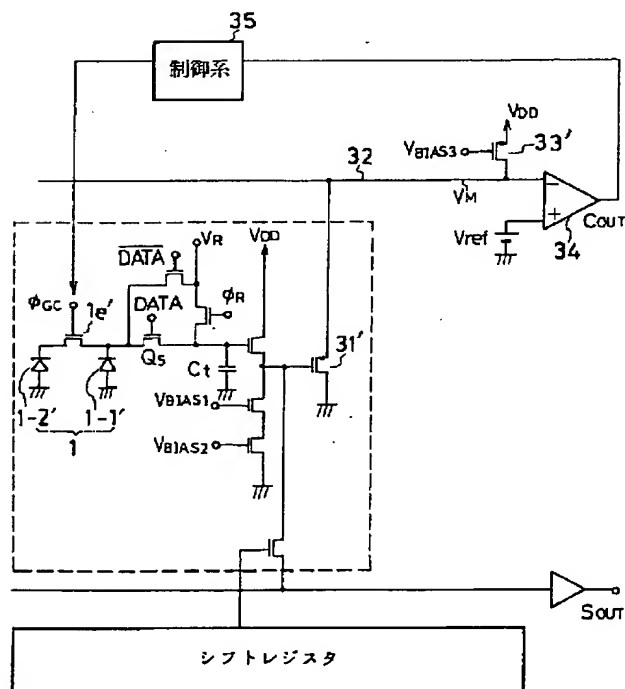 35
制御系
VDD
VBIAS3
33'
32
VM
−
+
COUT
Vref
34
VR
VDD
DATA
φGC
1e'
DATA
φR
QS
Ct
31'
1-2'
1-1'
1
VBIAS1
VBIAS2
SOUT
シフトレジスタ